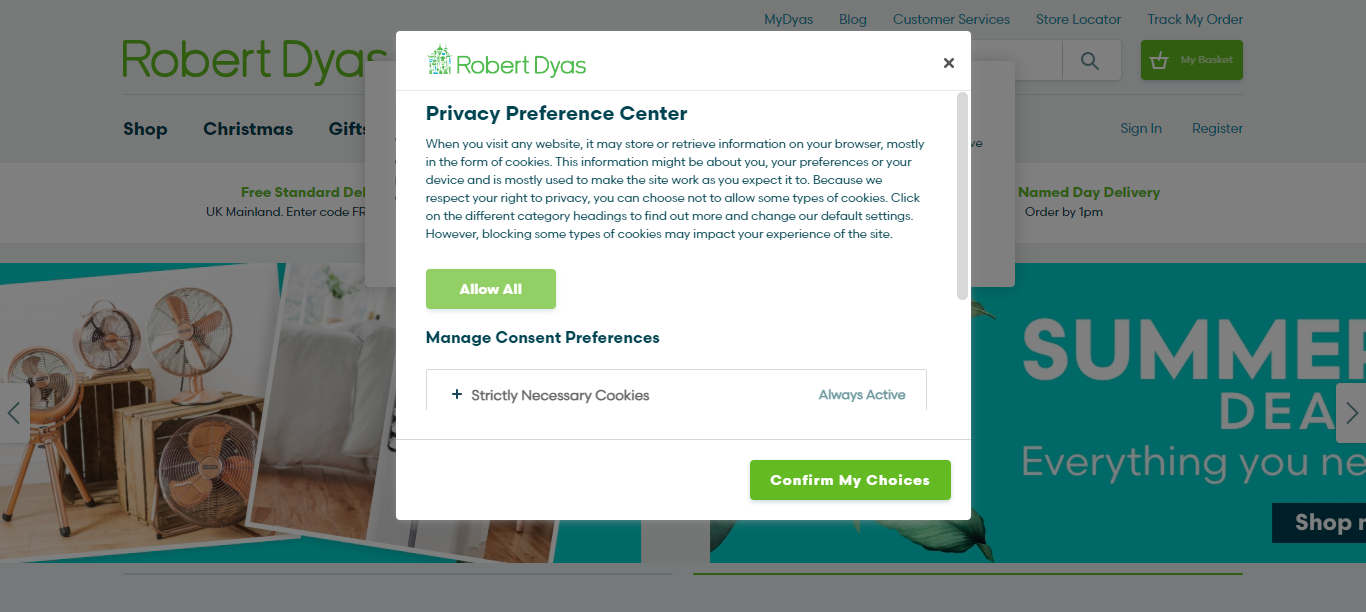 MyDyas Blog Customer Services Store Locator Track My Order
Robert Dyas
My Basket
Robert Dyas
Shop Christmas Gifts
Sign In Register
Privacy Preference Center
When you visit any website, it may store or retrieve information on your browser, mostly
in the form of cookies. This information might be about you, your preferences or your
device and is mostly used to make the site work as you expect it to. Because we
respect your right to privacy, you can choose not to allow some types of cookies. Click
on the different category headings to find out more and change our default settings.
However, blocking some types of cookies may impact your experience of the site.
Free Standard Del
UK Mainland. Enter code FR
Named Day Delivery
Order by 1pm
Allow All
Manage Consent Preferences
+ Strictly Necessary Cookies Always Active
Confirm My Choices
SUMMER
DEA
Everything you ne
Shop